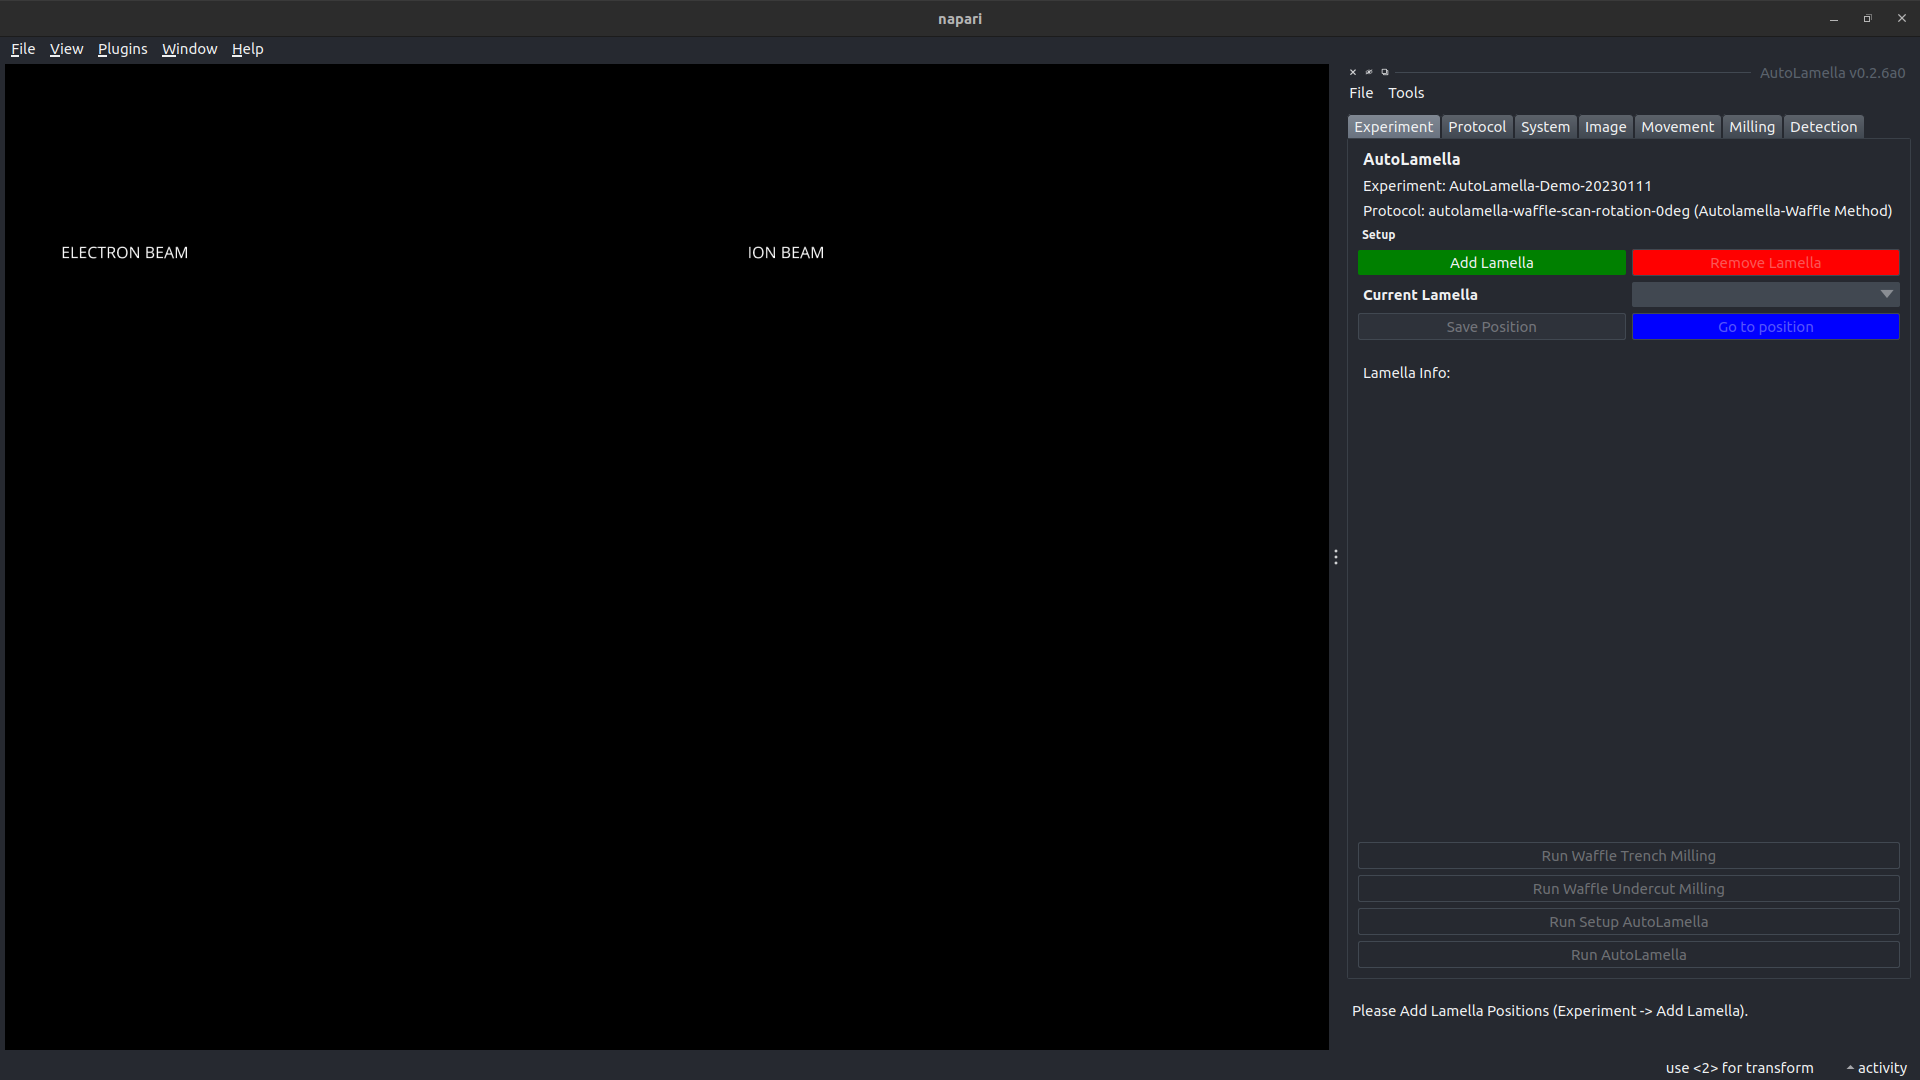 napari
File View Plugins Window Help
AutoLamella v0.2.6a0
File Tools
Experiment Protocol System Image Movement Milling Detection
AutoLamella
Experiment: AutoLamella-Demo-20230111
Protocol: autolamella-waffle-scan-rotation-0deg (Autolamella-Waffle Method)
Setup
ELECTRON BEAM ION BEAM
Add Lamella Remove Lamella
Current Lamella
Save Position Go to position
Lamella Info:
Run Waffle Trench Milling
Run Waffle Undercut Milling
Run Setup AutoLamella
Run AutoLamella
Please Add Lamella Positions (Experiment -> Add Lamella).
use <2> for transform activity